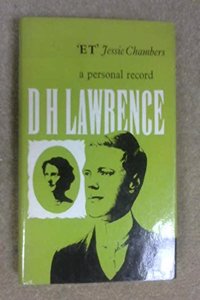 'ET' Jessie Chambers
a personal record
D H LAWRENCE